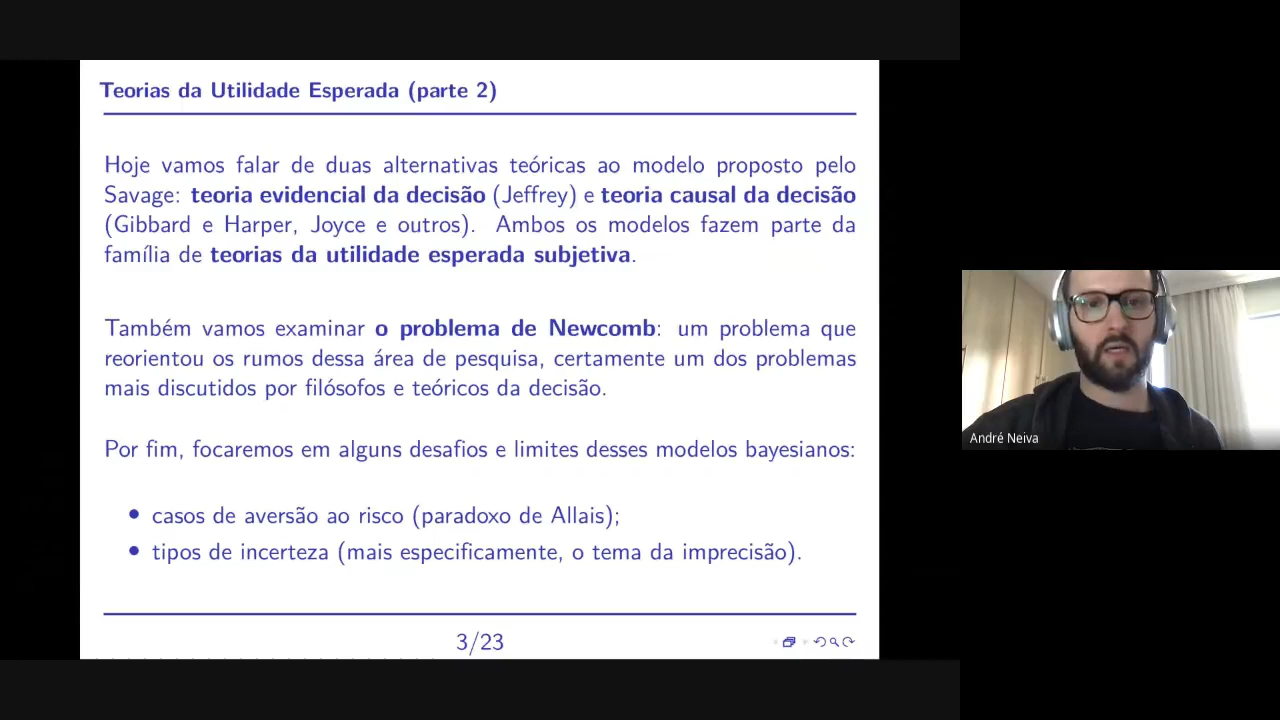 Teorias da Utilidade Esperada (parte 2)
Hoje vamos falar de duas alternativas teóricas ao modelo proposto pelo
Savage: teoria evidencial da decisão (Jeffrey) e teoria causal da decisão
(Gibbard e Harper, Joyce e outros). Ambos os modelos fazem parte da
família de teorias da utilidade esperada subjetiva.
Também vamos examinar o problema de Newcomb: um problema que
reorientou os rumos dessa área de pesquisa, certamente um dos problemas
mais discutidos por filósofos e teóricos da decisão.
Por fim, focaremos em alguns desafios e limites desses modelos bayesianos:
• casos de aversão ao risco (paradoxo de Allais);
• tipos de incerteza (mais especificamente, o tema da imprecisão).
3/23
André Neiva